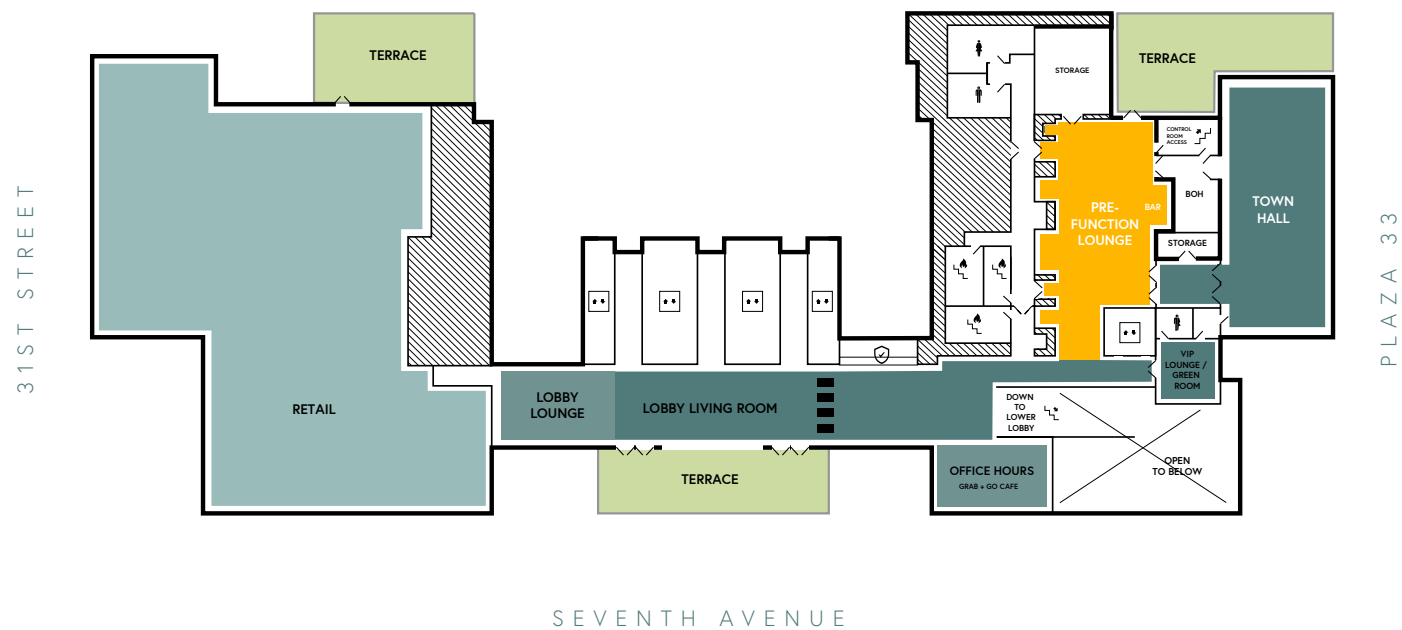 TERRACE
TERRACE
STORAGE
CONTROL
ROOM
ACCESS
BOH
BAR
PRE-
FUNCTION
LOUNGE
TOWN
HALL
STORAGE
31ST STREET
PLAZA 33
VIP
LOUNGE /
GREEN
ROOM
RETAIL
LOBBY
LOUNGE
LOBBY LIVING ROOM
DOWN
TO
LOWER
LOBBY
TERRACE
OFFICE HOURS
GRAB + GO CAFE
OPEN
TO BELOW
SEVENTH AVENUE